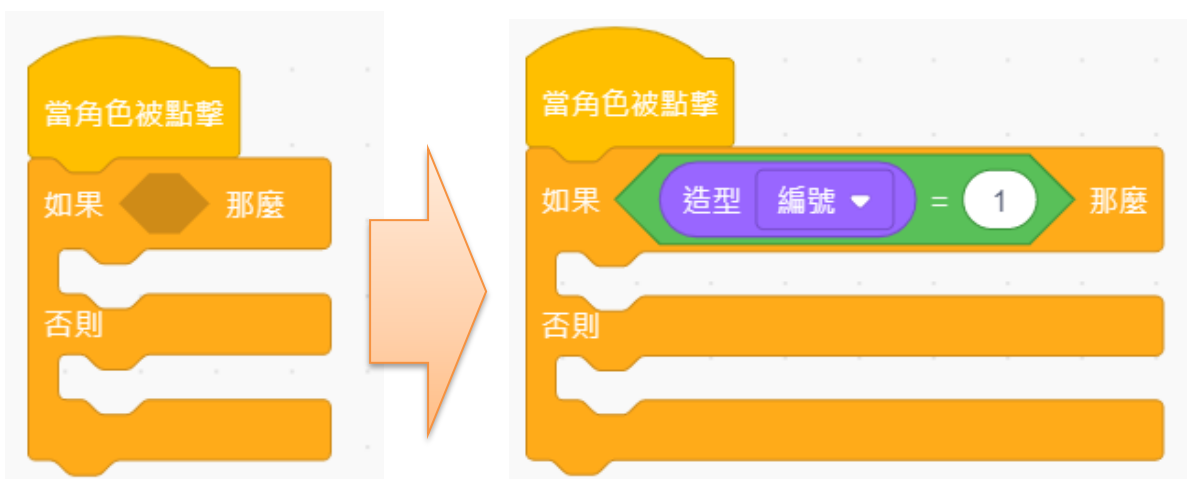 當角色被點擊
如果 那麼
否則
當角色被點擊
如果 造型 編號 = 1 那麼
否則